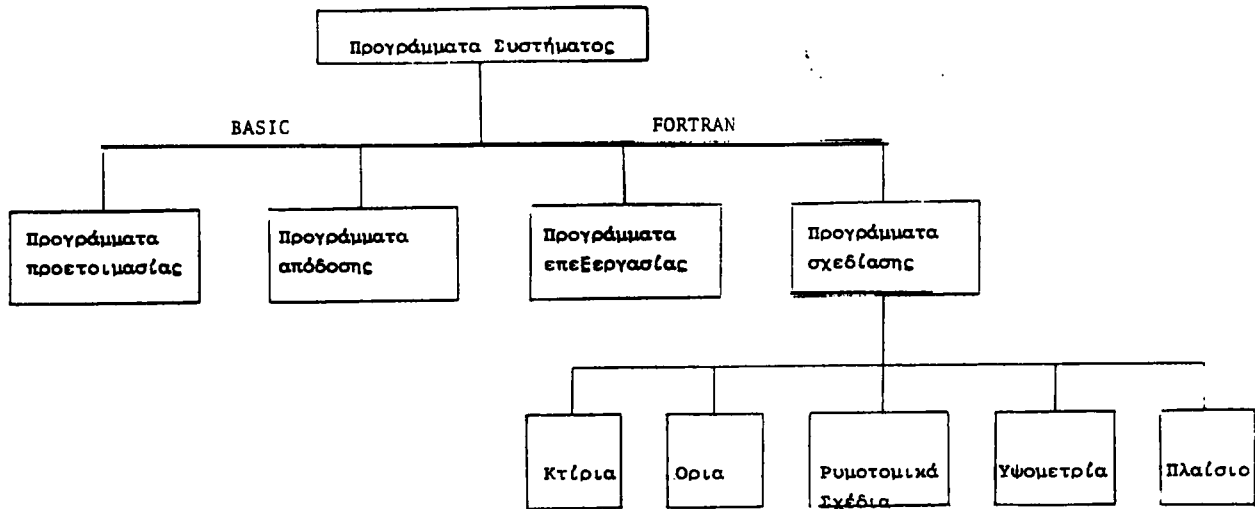 Προγράμματα Συστήματος
BASIC
FORTRAN
Προγράμματα
προετοιμασίας
Προγράμματα
απόδοσης
Προγράμματα
επεξεργασίας
Προγράμματα
σχεδίασης
Κτίρια
Ορια
Ρυμοτομικά
Σχέδια
Υψομετρία
Πλαίσιο